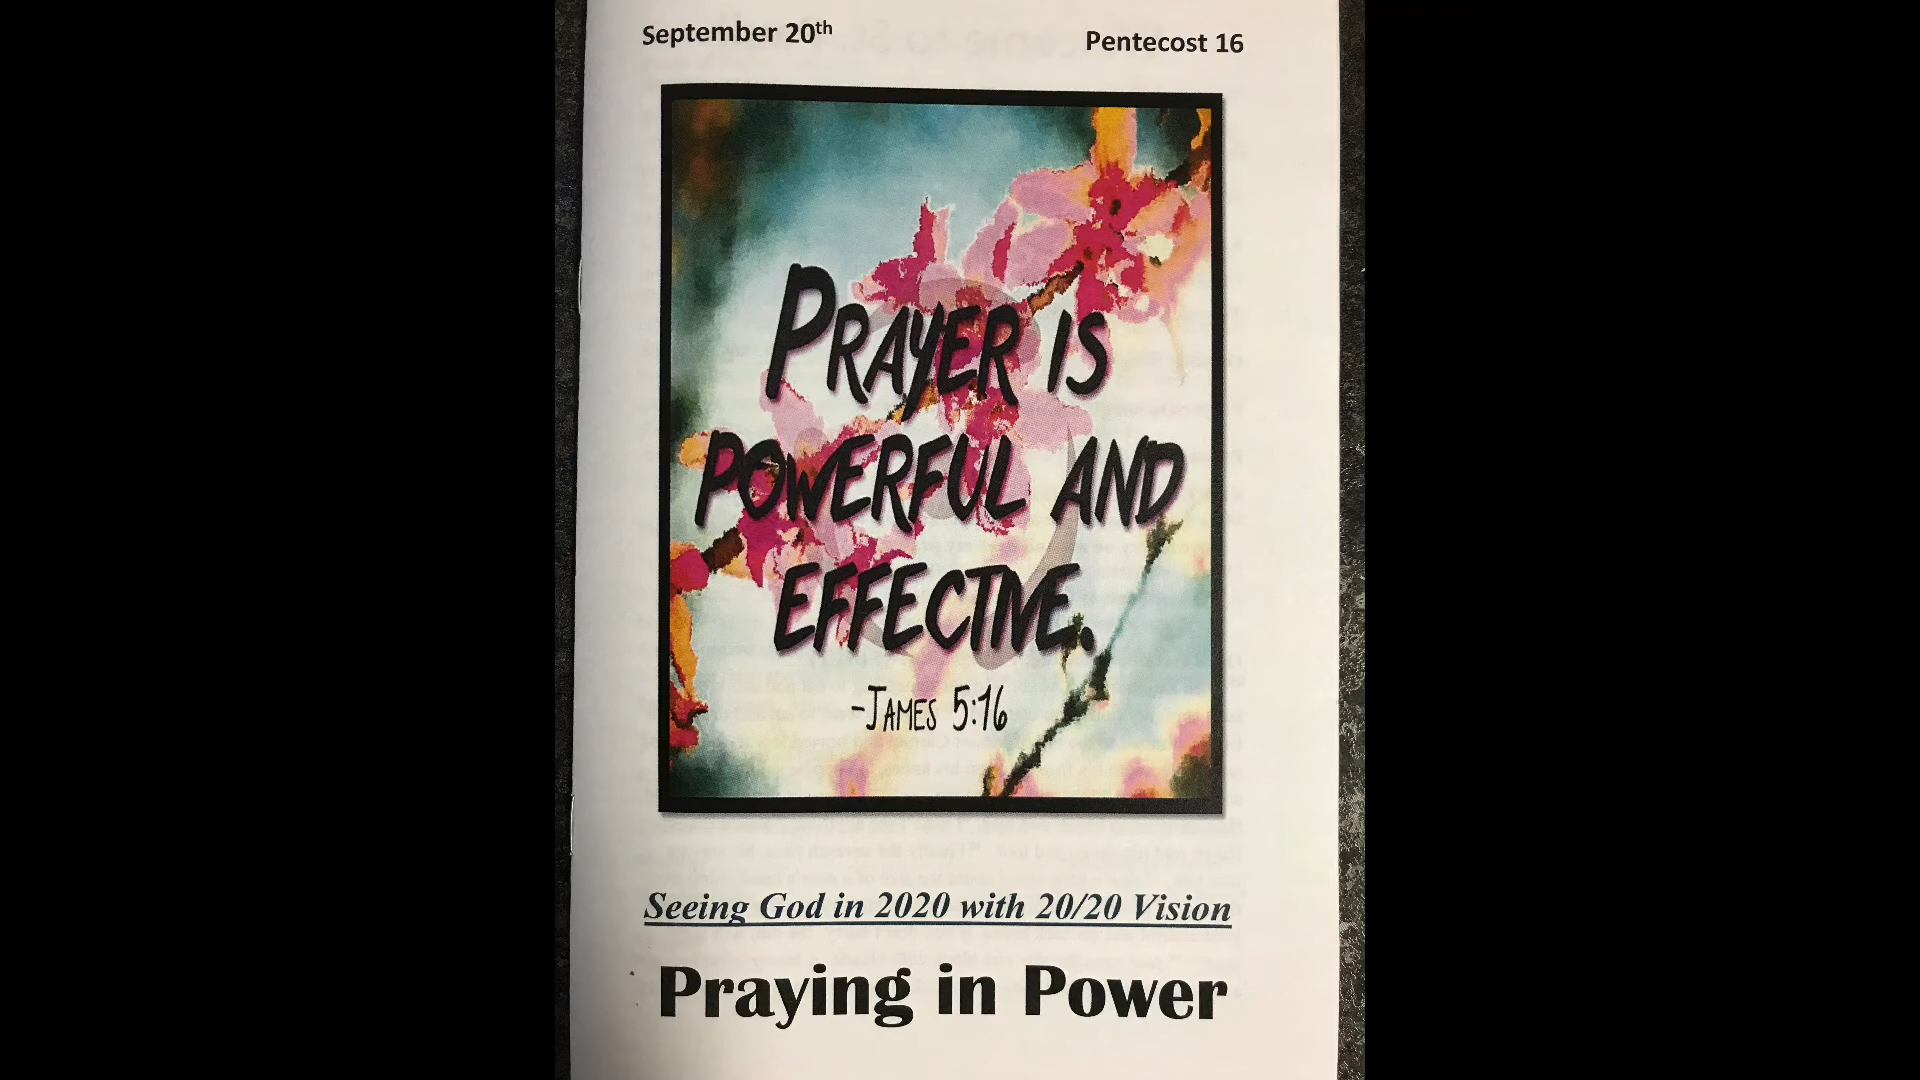 September 20th
Pentecost 16
PRAYER IS
POWERFUL AND
EFFECTIVE.
-JAMES 5:16
Seeing God in 2020 with 20/20 Vision
Praying in Power